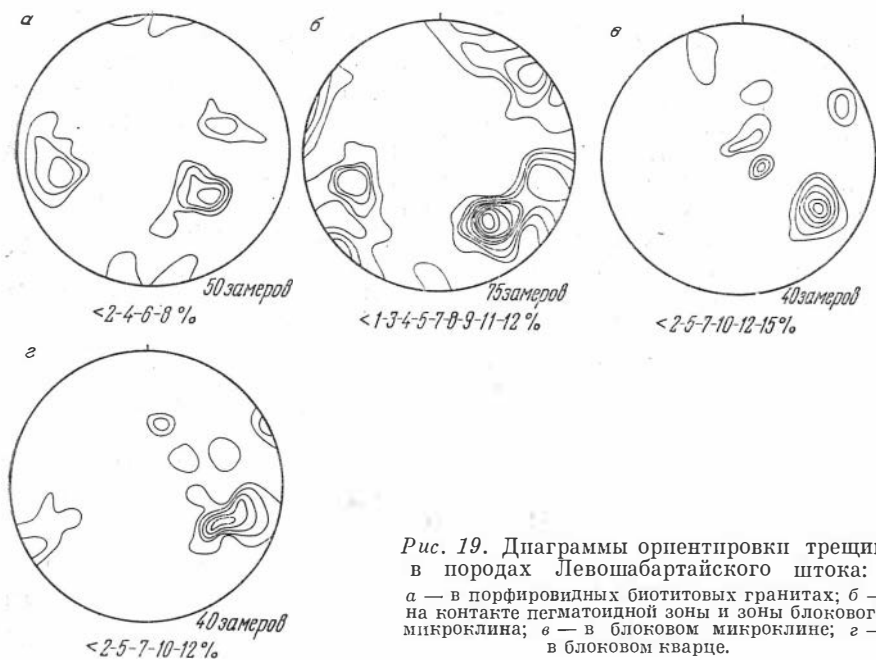 а
б
в
50 замеров
<2-4-6-8 %
75 замеров
<1-3-4-5-7-8-9-11-12 %
40 замеров
<2-5-7-10-12-15%
г
40 замеров
<2-5-7-10-12%
Рис. 19. Диаграммы ориентировки трещин
в породах Левошабартайского штока:
а — в порфировидных биотитовых гранитах; б —
на контакте пегматоидной зоны и зоны блокового
микроклина; в — в блоковом микроклине; г —
в блоковом кварце.